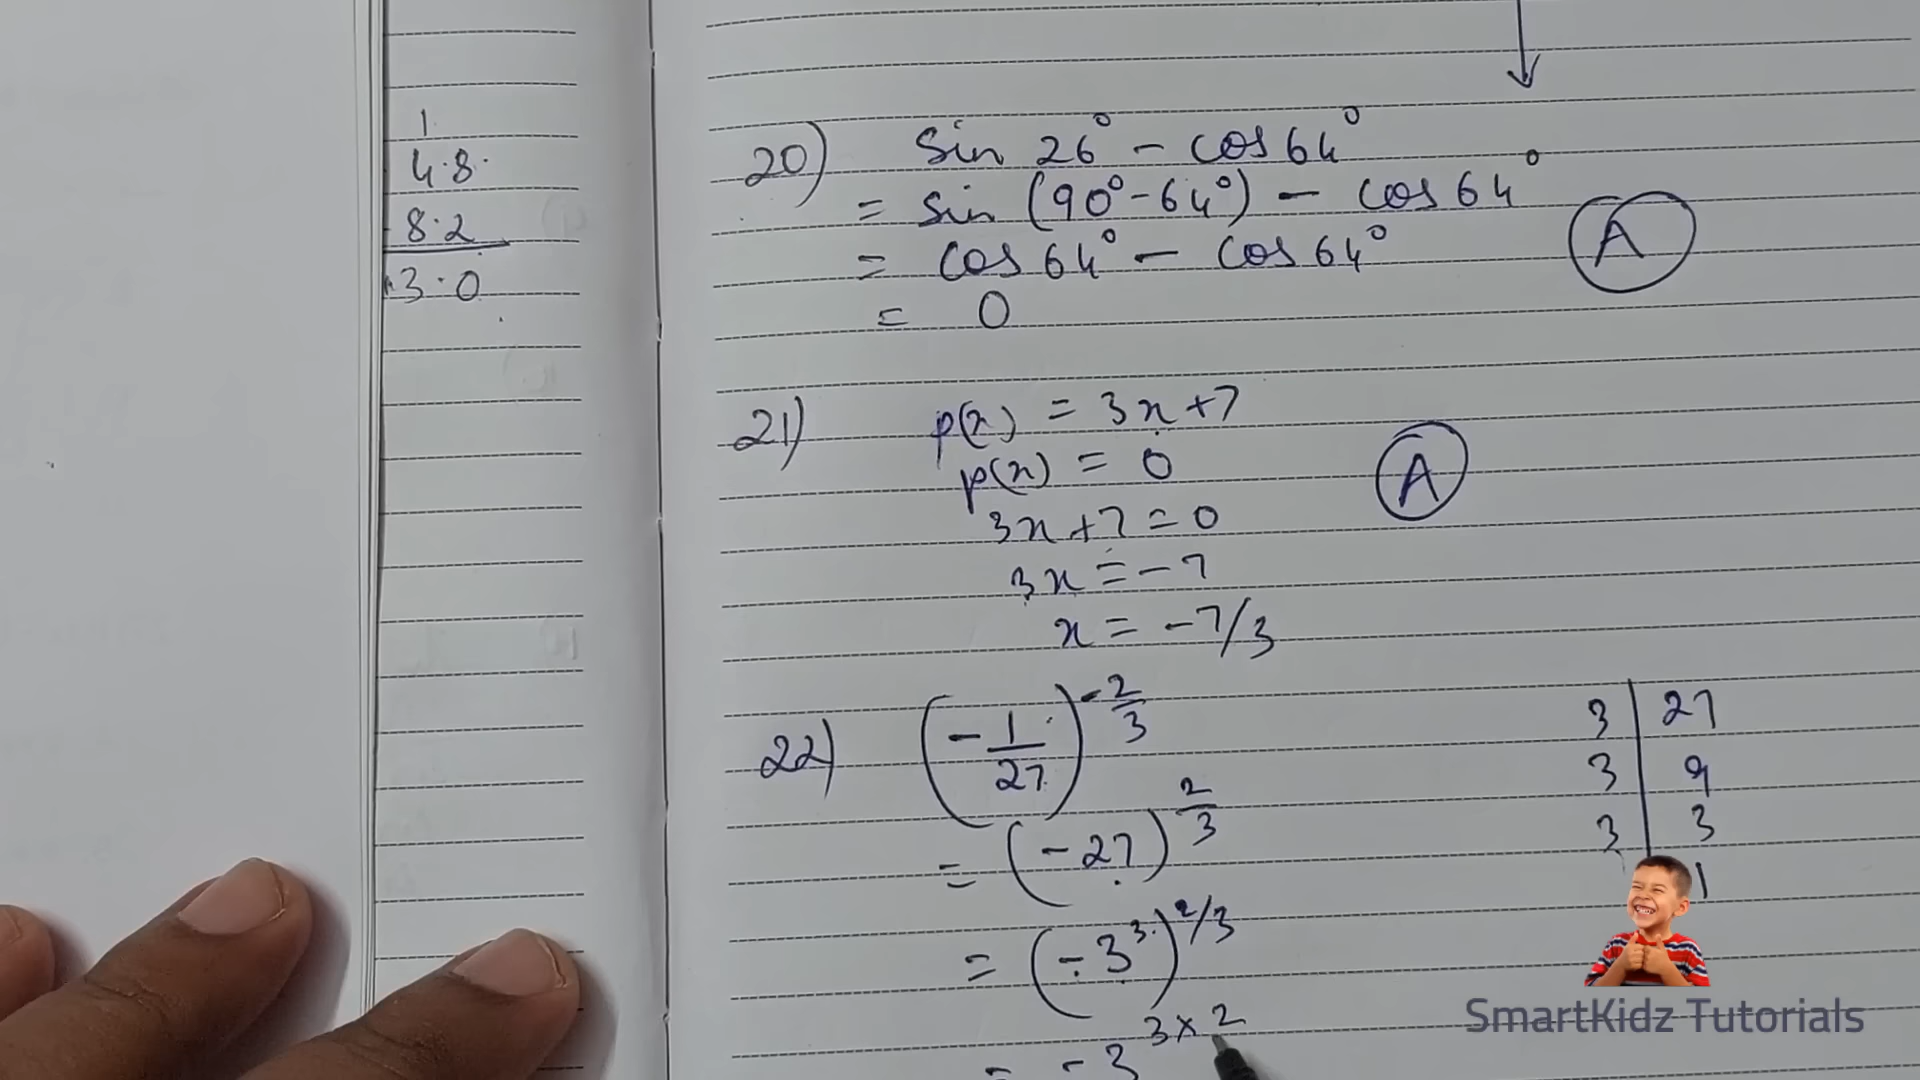 1
4.8.
8.2
13.0
20) Sin 26° - cos 64°
= sin (90° - 64°) - cos 64°
= cos 64° - cos 64°
= 0
A
21) p(x) = 3x + 7
p(x) = 0
3x + 7 = 0
3x = -7
x = -7/3
A
22) (-1/27)^-2/3
= (-27)^2/3
= (-3^3)^2/3
= -3^3×2
3 | 27
3 | 9
3 | 3
1
SmartKidz Tutorials